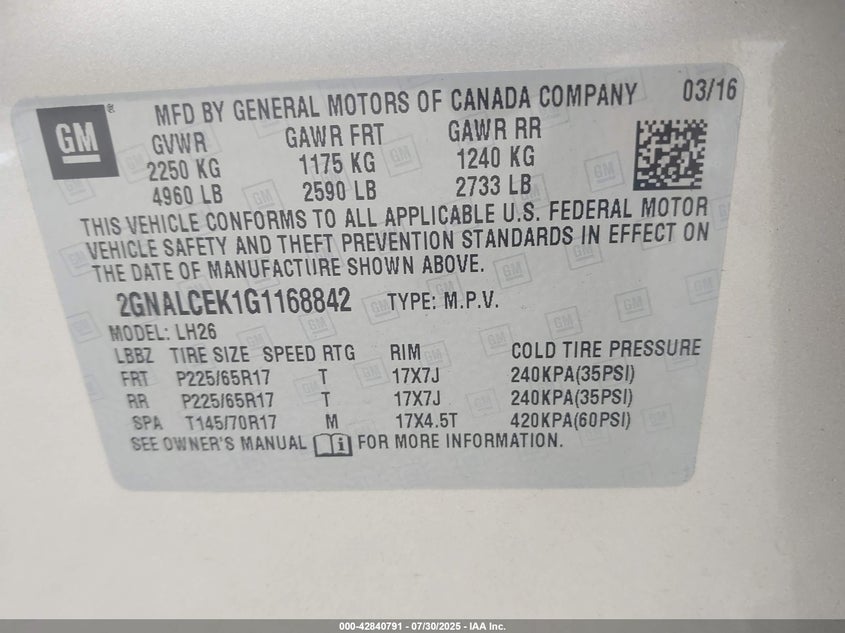 GM ® MFD BY GENERAL MOTORS OF CANADA COMPANY 03/16
GVWR GAWR FRT GAWR RR
2250 KG 1175 KG 1240 KG
4960 LB 2590 LB 2733 LB
THIS VEHICLE CONFORMS TO ALL APPLICABLE U.S. FEDERAL MOTOR
VEHICLE SAFETY AND THEFT PREVENTION STANDARDS IN EFFECT ON
THE DATE OF MANUFACTURE SHOWN ABOVE.
2GNALCEK1G1168842 TYPE: M.P.V.
MODEL: LH26
LBBZ TIRE SIZE SPEED RTG RIM COLD TIRE PRESSURE
FRT P225/65R17 T 17X7J 240KPA(35PSI)
RR P225/65R17 T 17X7J 240KPA(35PSI)
SPA T145/70R17 M 17X4.5T 420KPA(60PSI)
SEE OWNER'S MANUAL i FOR MORE INFORMATION.
000-42840791 - 07/30/2025 - IAA Inc.